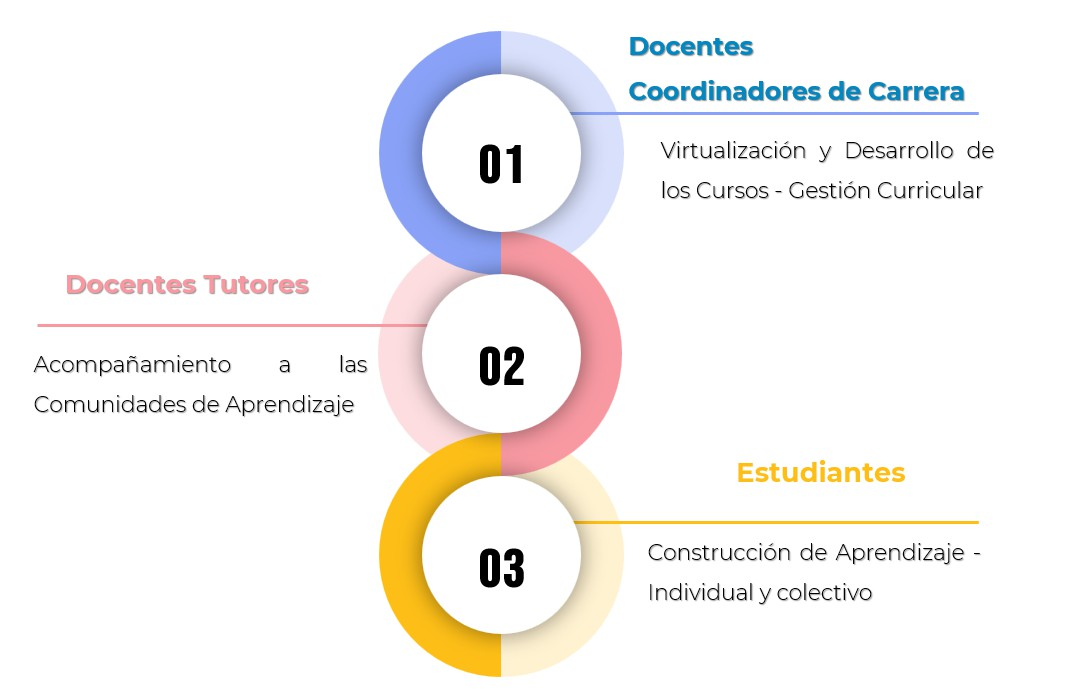 Docentes
Coordinadores de Carrera
01
Virtualización y Desarrollo de
los Cursos - Gestión Curricular
Docentes Tutores
02
Acompañamiento a las
Comunidades de Aprendizaje
Estudiantes
03
Construcción de Aprendizaje -
Individual y colectivo